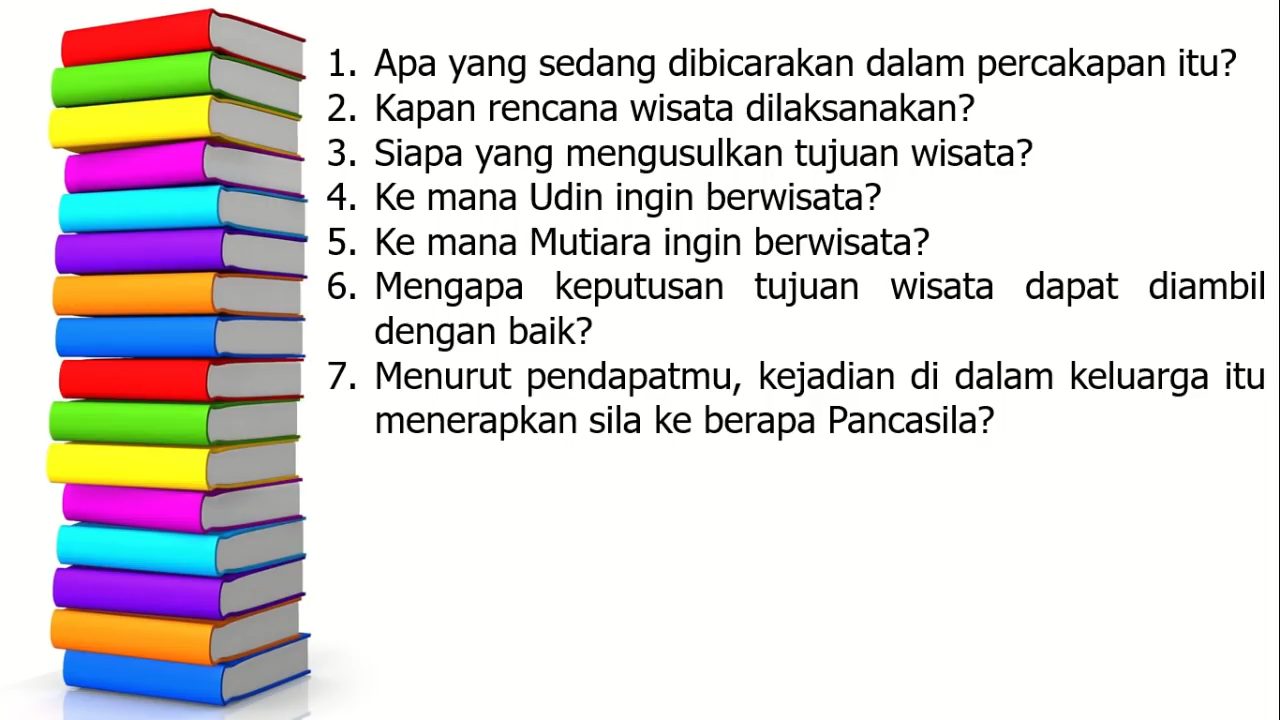 1. Apa yang sedang dibicarakan dalam percakapan itu?
2. Kapan rencana wisata dilaksanakan?
3. Siapa yang mengusulkan tujuan wisata?
4. Ke mana Udin ingin berwisata?
5. Ke mana Mutiara ingin berwisata?
6. Mengapa keputusan tujuan wisata dapat diambil
dengan baik?
7. Menurut pendapatmu, kejadian di dalam keluarga itu
menerapkan sila ke berapa Pancasila?